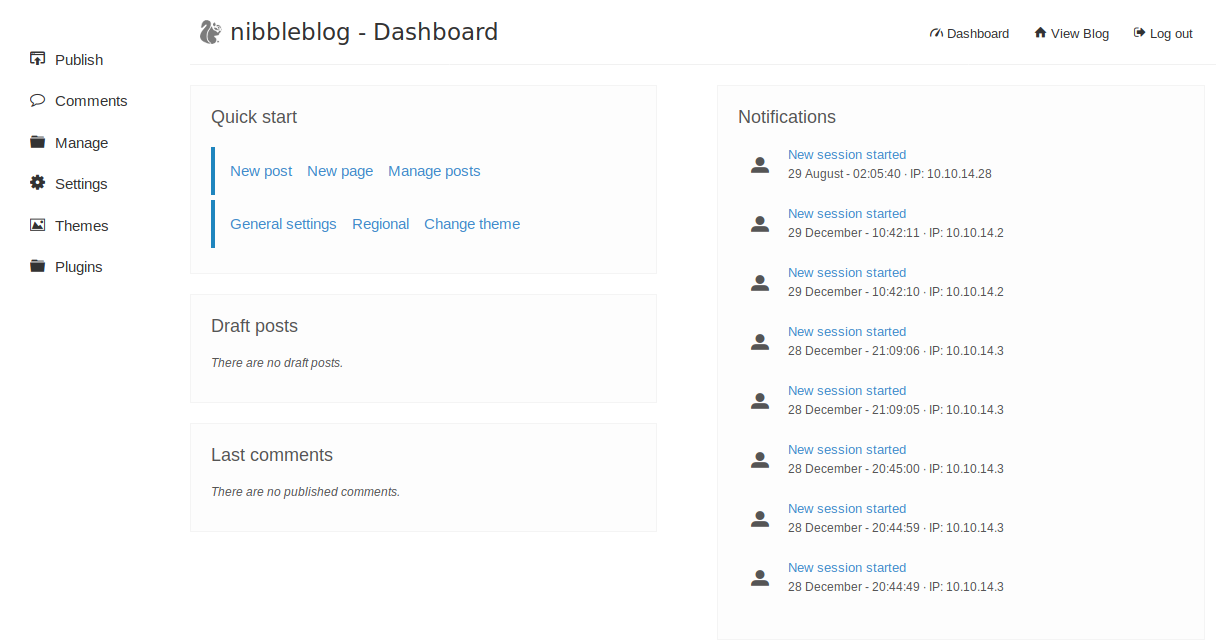 nibbleblog - Dashboard
Dashboard View Blog Log out
Publish
Comments
Manage
Settings
Themes
Plugins
Quick start
New post New page Manage posts
General settings Regional Change theme
Draft posts
There are no draft posts.
Last comments
There are no published comments.
Notifications
New session started
29 August - 02:05:40 · IP: 10.10.14.28
New session started
29 December - 10:42:11 · IP: 10.10.14.2
New session started
29 December - 10:42:10 · IP: 10.10.14.2
New session started
28 December - 21:09:06 · IP: 10.10.14.3
New session started
28 December - 21:09:05 · IP: 10.10.14.3
New session started
28 December - 20:45:00 · IP: 10.10.14.3
New session started
28 December - 20:44:59 · IP: 10.10.14.3
New session started
28 December - 20:44:49 · IP: 10.10.14.3